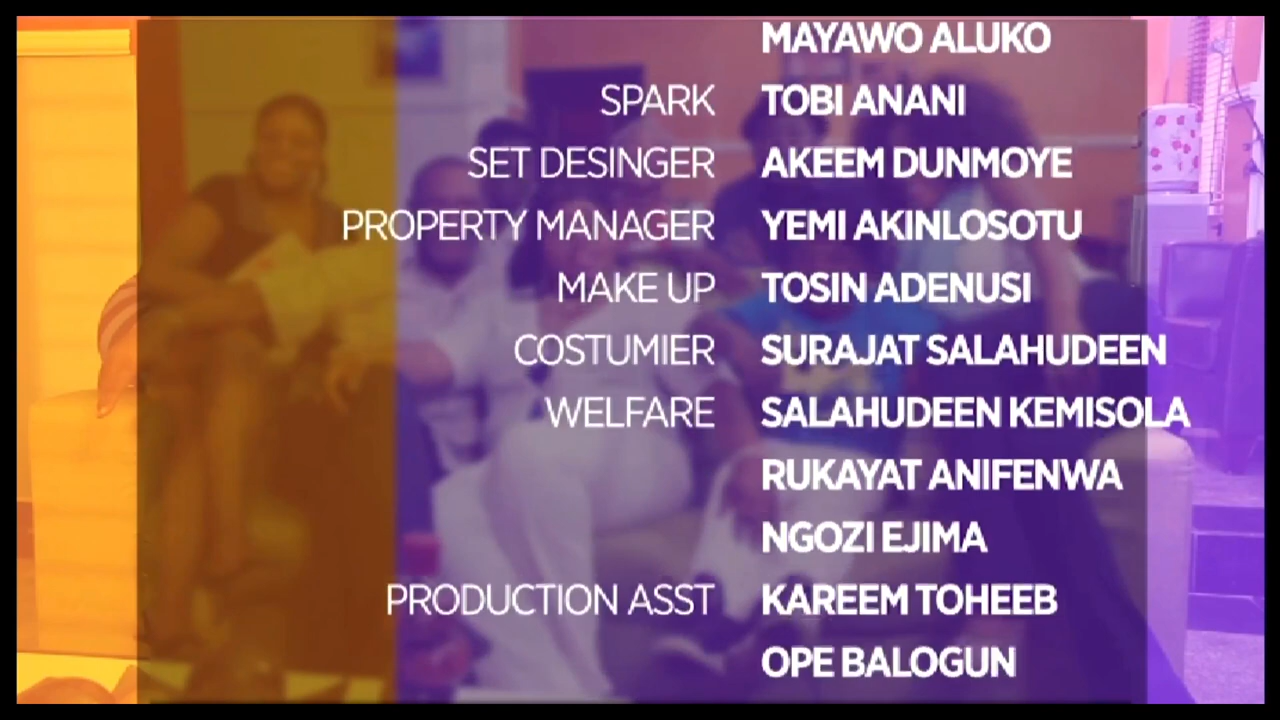 MAYAWO ALUKO
SPARK TOBI ANANI
SET DESINGER AKEEM DUNMOYE
PROPERTY MANAGER YEMI AKINLOSOTU
MAKE UP TOSIN ADENUSI
COSTUMIER SURAJAT SALAHUDEEN
WELFARE SALAHUDEEN KEMISOLA
RUKAYAT ANIFENWA
NGOZI EJIMA
PRODUCTION ASST KAREEM TOHEEB
OPE BALOGUN